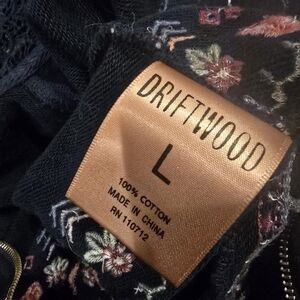 DRIFTWOOD
L
100% COTTON
MADE IN CHINA
RN 110712